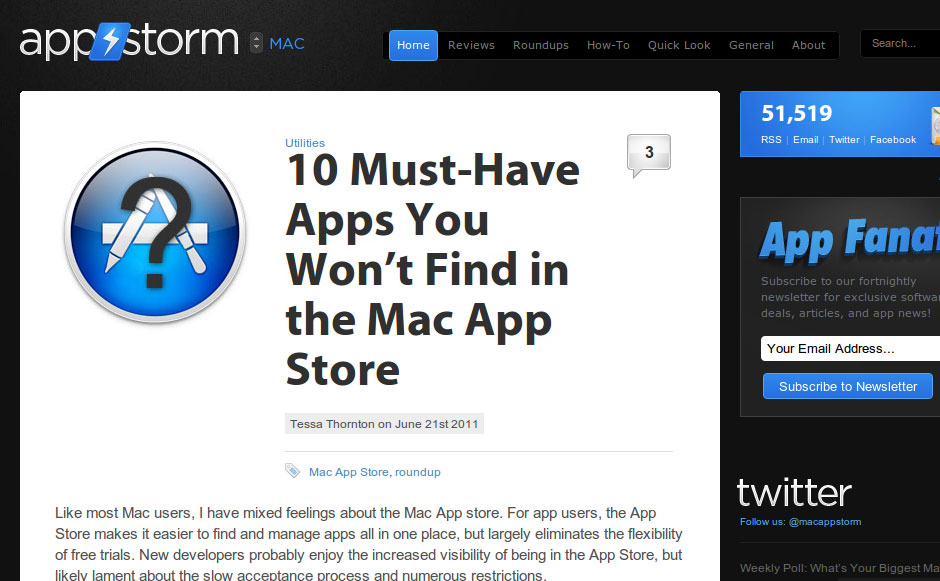 appstorm MAC
Home Reviews Roundups How-To Quick Look General About
Search...
Utilities
10 Must-Have
Apps You
Won't Find in
the Mac App
Store
3
?
Tessa Thornton on June 21st 2011
Mac App Store, roundup
Like most Mac users, I have mixed feelings about the Mac App store. For app users, the App
Store makes it easier to find and manage apps all in one place, but largely eliminates the flexibility
of free trials. New developers probably enjoy the increased visibility of being in the App Store, but
likely lament about the slow acceptance process and numerous restrictions.
51,519
RSS | Email | Twitter | Facebook
App
Subscribe to our fortnightly
newsletter for exclusive
deals, articles, and app news!
Your Email Address...
Subscribe to Newsletter
twitter
Follow us: @macappstorm
Weekly Poll: What's Your Biggest